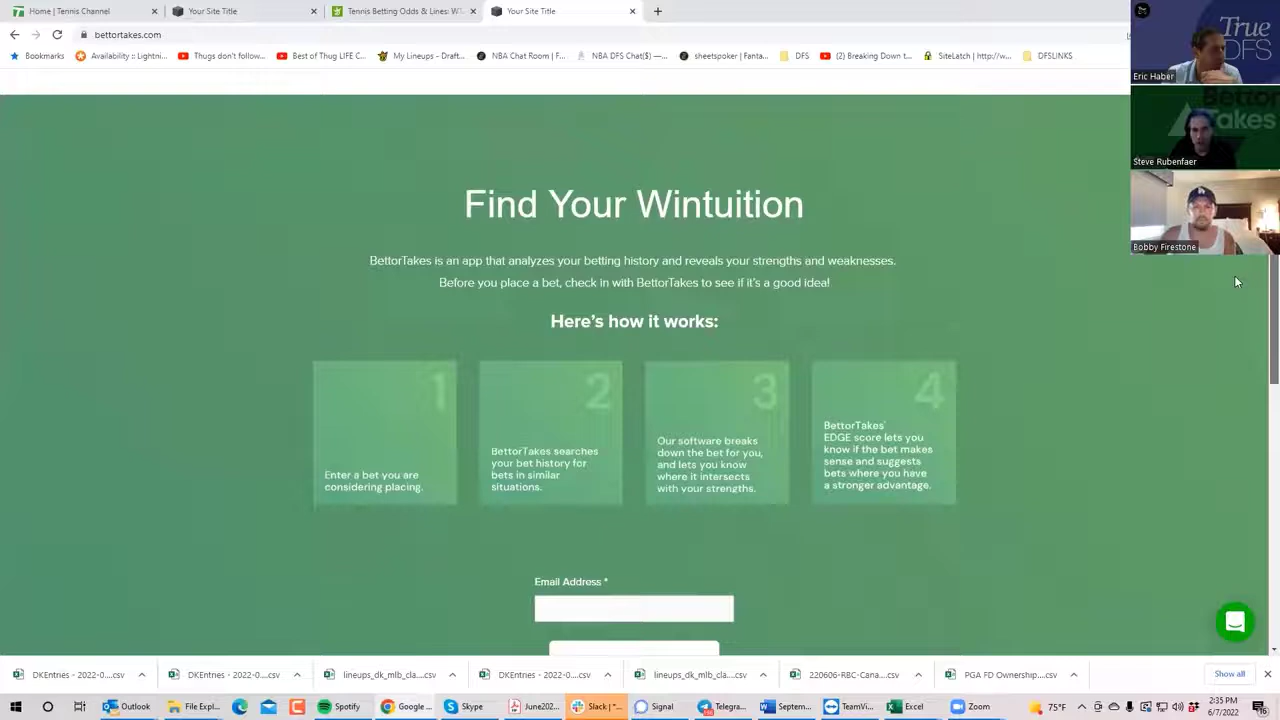 Home | Tennis Channel
Your Site Title
Tennis Betting Odds & Lines: W
Your Site Title
bettortakes.com
Bookmarks
Availability :: Lightni...
Thugs don't follow...
Best of Thug LIFE C...
My Lineups - Draft...
NBA Chat Room | F...
NBA DFS Chat($) —...
sheetspoker | Fanta...
DFS
(2) Breaking Down t...
SiteLatch | http://w...
DFSLINKS
True
DFS
Eric Haber
Bettor
Takes
Steve Rubenfaer
Bobby Firestone
Find Your Wintuition
BettorTakes is an app that analyzes your betting history and reveals your strengths and weaknesses.
Before you place a bet, check in with BettorTakes to see if it's a good idea!
Here's how it works:
1
Enter a bet you are
considering placing.
2
BettorTakes searches
your bet history for
bets in similar
situations.
3
Our software breaks
down the bet for you,
and lets you know
where it intersects
with your strengths.
4
BettorTakes'
EDGE score lets you
know if the bet makes
sense and suggests
bets where you have
a stronger advantage.
Email Address *
DKEntries - 2022-0....csv
DKEntries - 2022-0....csv
lineups_dk_mlb_cla....csv
DKEntries - 2022-0....csv
lineups_dk_mlb_cla....csv
220606-RBC-Cana....csv
PGA FD Ownership....csv
Show all
Outlook
File Expl...
Spotify
Google ...
Skype
June202...
Slack | "...
Signal
Telegra...
TeamVi...
Septem...
Excel
Zoom
75°F
2:35 PM
6/7/2022